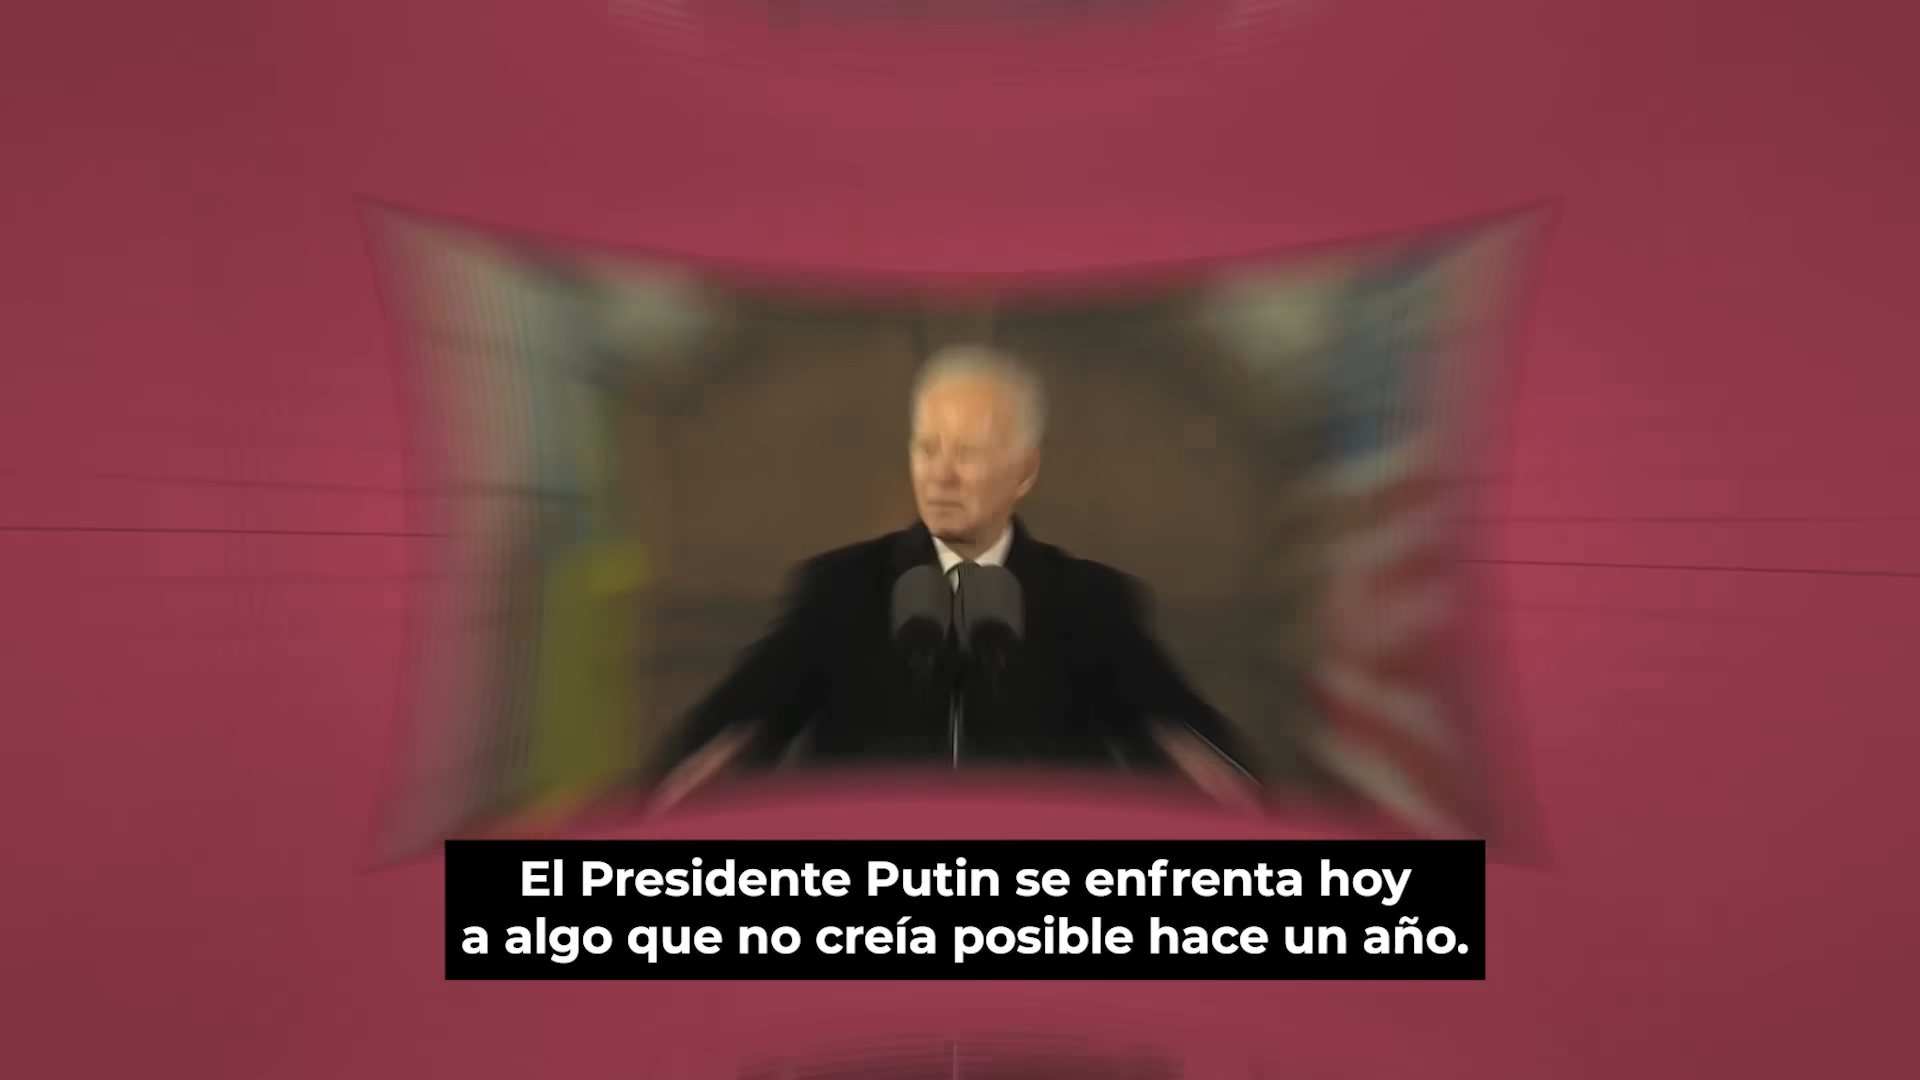 El Presidente Putin se enfrenta hoy
a algo que no creía posible hace un año.